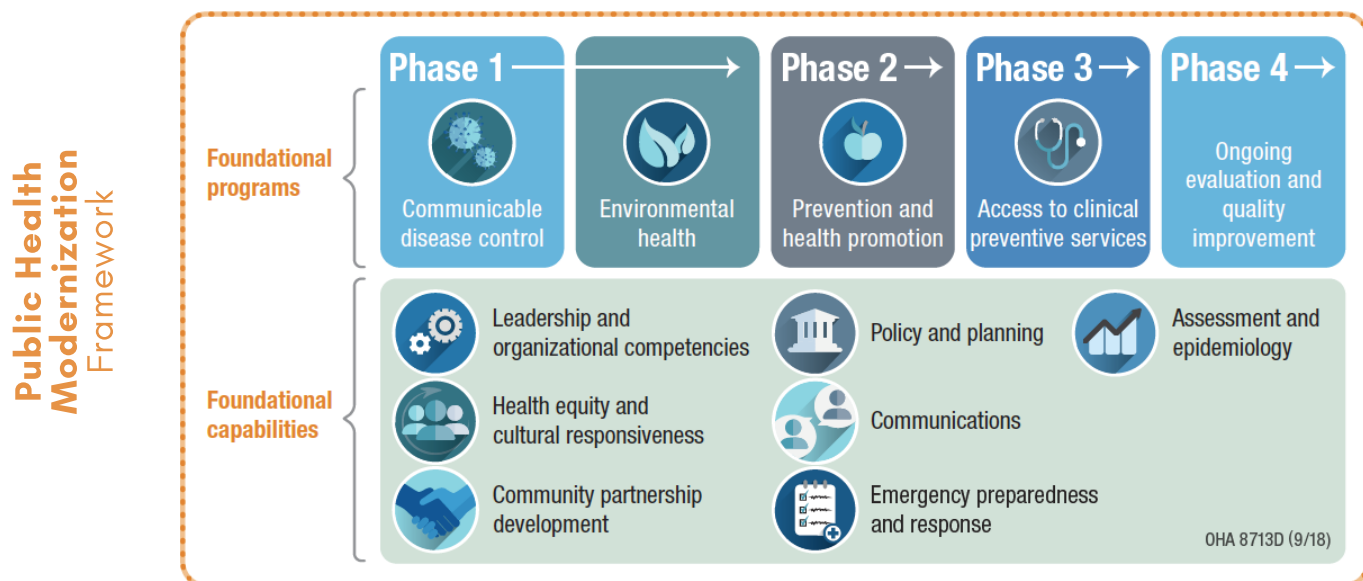 Public Health
Modernization
Framework
Foundational
programs
Phase 1
Communicable
disease control
Environmental
health
Phase 2
Prevention and
health promotion
Phase 3
Access to clinical
preventive services
Phase 4
Ongoing
evaluation and
quality
improvement
Foundational
capabilities
Leadership and
organizational competencies
Health equity and
cultural responsiveness
Community partnership
development
Policy and planning
Communications
Emergency preparedness
and response
Assessment and
epidemiology
OHA 8713D (9/18)